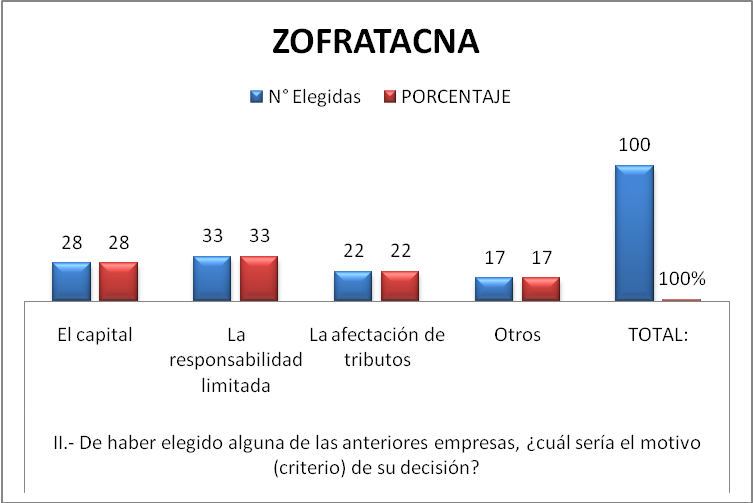 ZOFRATACNA
N° Elegidas PORCENTAJE
28 28 33 33 22 22 17 17 100 100%
El capital
La
responsabilidad
limitada
La afectación de
tributos
Otros
TOTAL:
II.- De haber elegido alguna de las anteriores empresas, ¿cuál sería el motivo
(criterio) de su decisión?